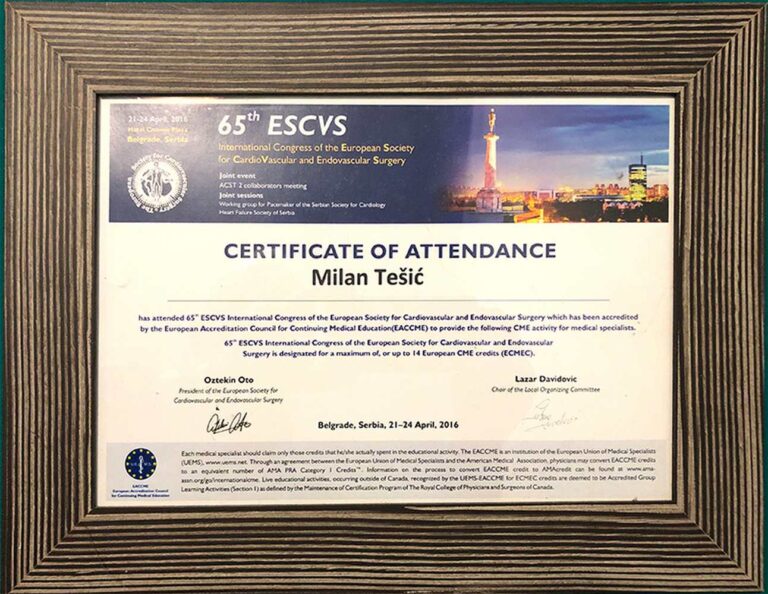 21-24 April, 2016
Hotel Crowne Plaza
Belgrade, Serbia
65th ESCVS
International Congress of the European Society
for CardioVascular and Endovascular Surgery
Joint event
ACST 2 collaborators meeting
Joint sessions
Working group for Pacemaker of the Serbian Society for Cardiology
Heart Failure Society of Serbia
CERTIFICATE OF ATTENDANCE
Milan Tešić
has attended 65th ESCVS International Congress of the European Society for Cardiovascular and Endovascular Surgery which has been accredited
by the European Accreditation Council for Continuing Medical Education(EACCME) to provide the following CME activity for medical specialists.
65th ESCVS International Congress of the European Society for Cardiovascular and Endovascular
Surgery is designated for a maximum of, or up to 14 European CME credits (ECMEC).
Oztekin Oto
President of the European Society for
Cardiovascular and Endovascular Surgery
Lazar Davidovic
Chair of the Local Organizing Committee
Belgrade, Serbia, 21-24 April, 2016
UEMS
EACCME
European Accreditation Council
for Continuing Medical Education
Each medical specialist should claim only those credits that he/she actually spent in the educational activity. The EACCME is an institution of the European Union of Medical Specialists
(UEMS), www.uems.net. Through an agreement between the European Union of Medical Specialists and the American Medical Association, physicians may convert EACCME credits
to an equivalent number of AMA PRA Category 1 Credits™. Information on the process to convert EACCME credit to AMAcredit can be found at www.ama-
assn.org/go/internationalcme. Live educational activities, occurring outside of Canada, recognized by the UEMS-EACCME for ECMEC credits are deemed to be Accredited Group
Learning Activities (Section 1) as defined by the Maintenance of Certification Program of The Royal College of Physicians and Surgeons of Canada.